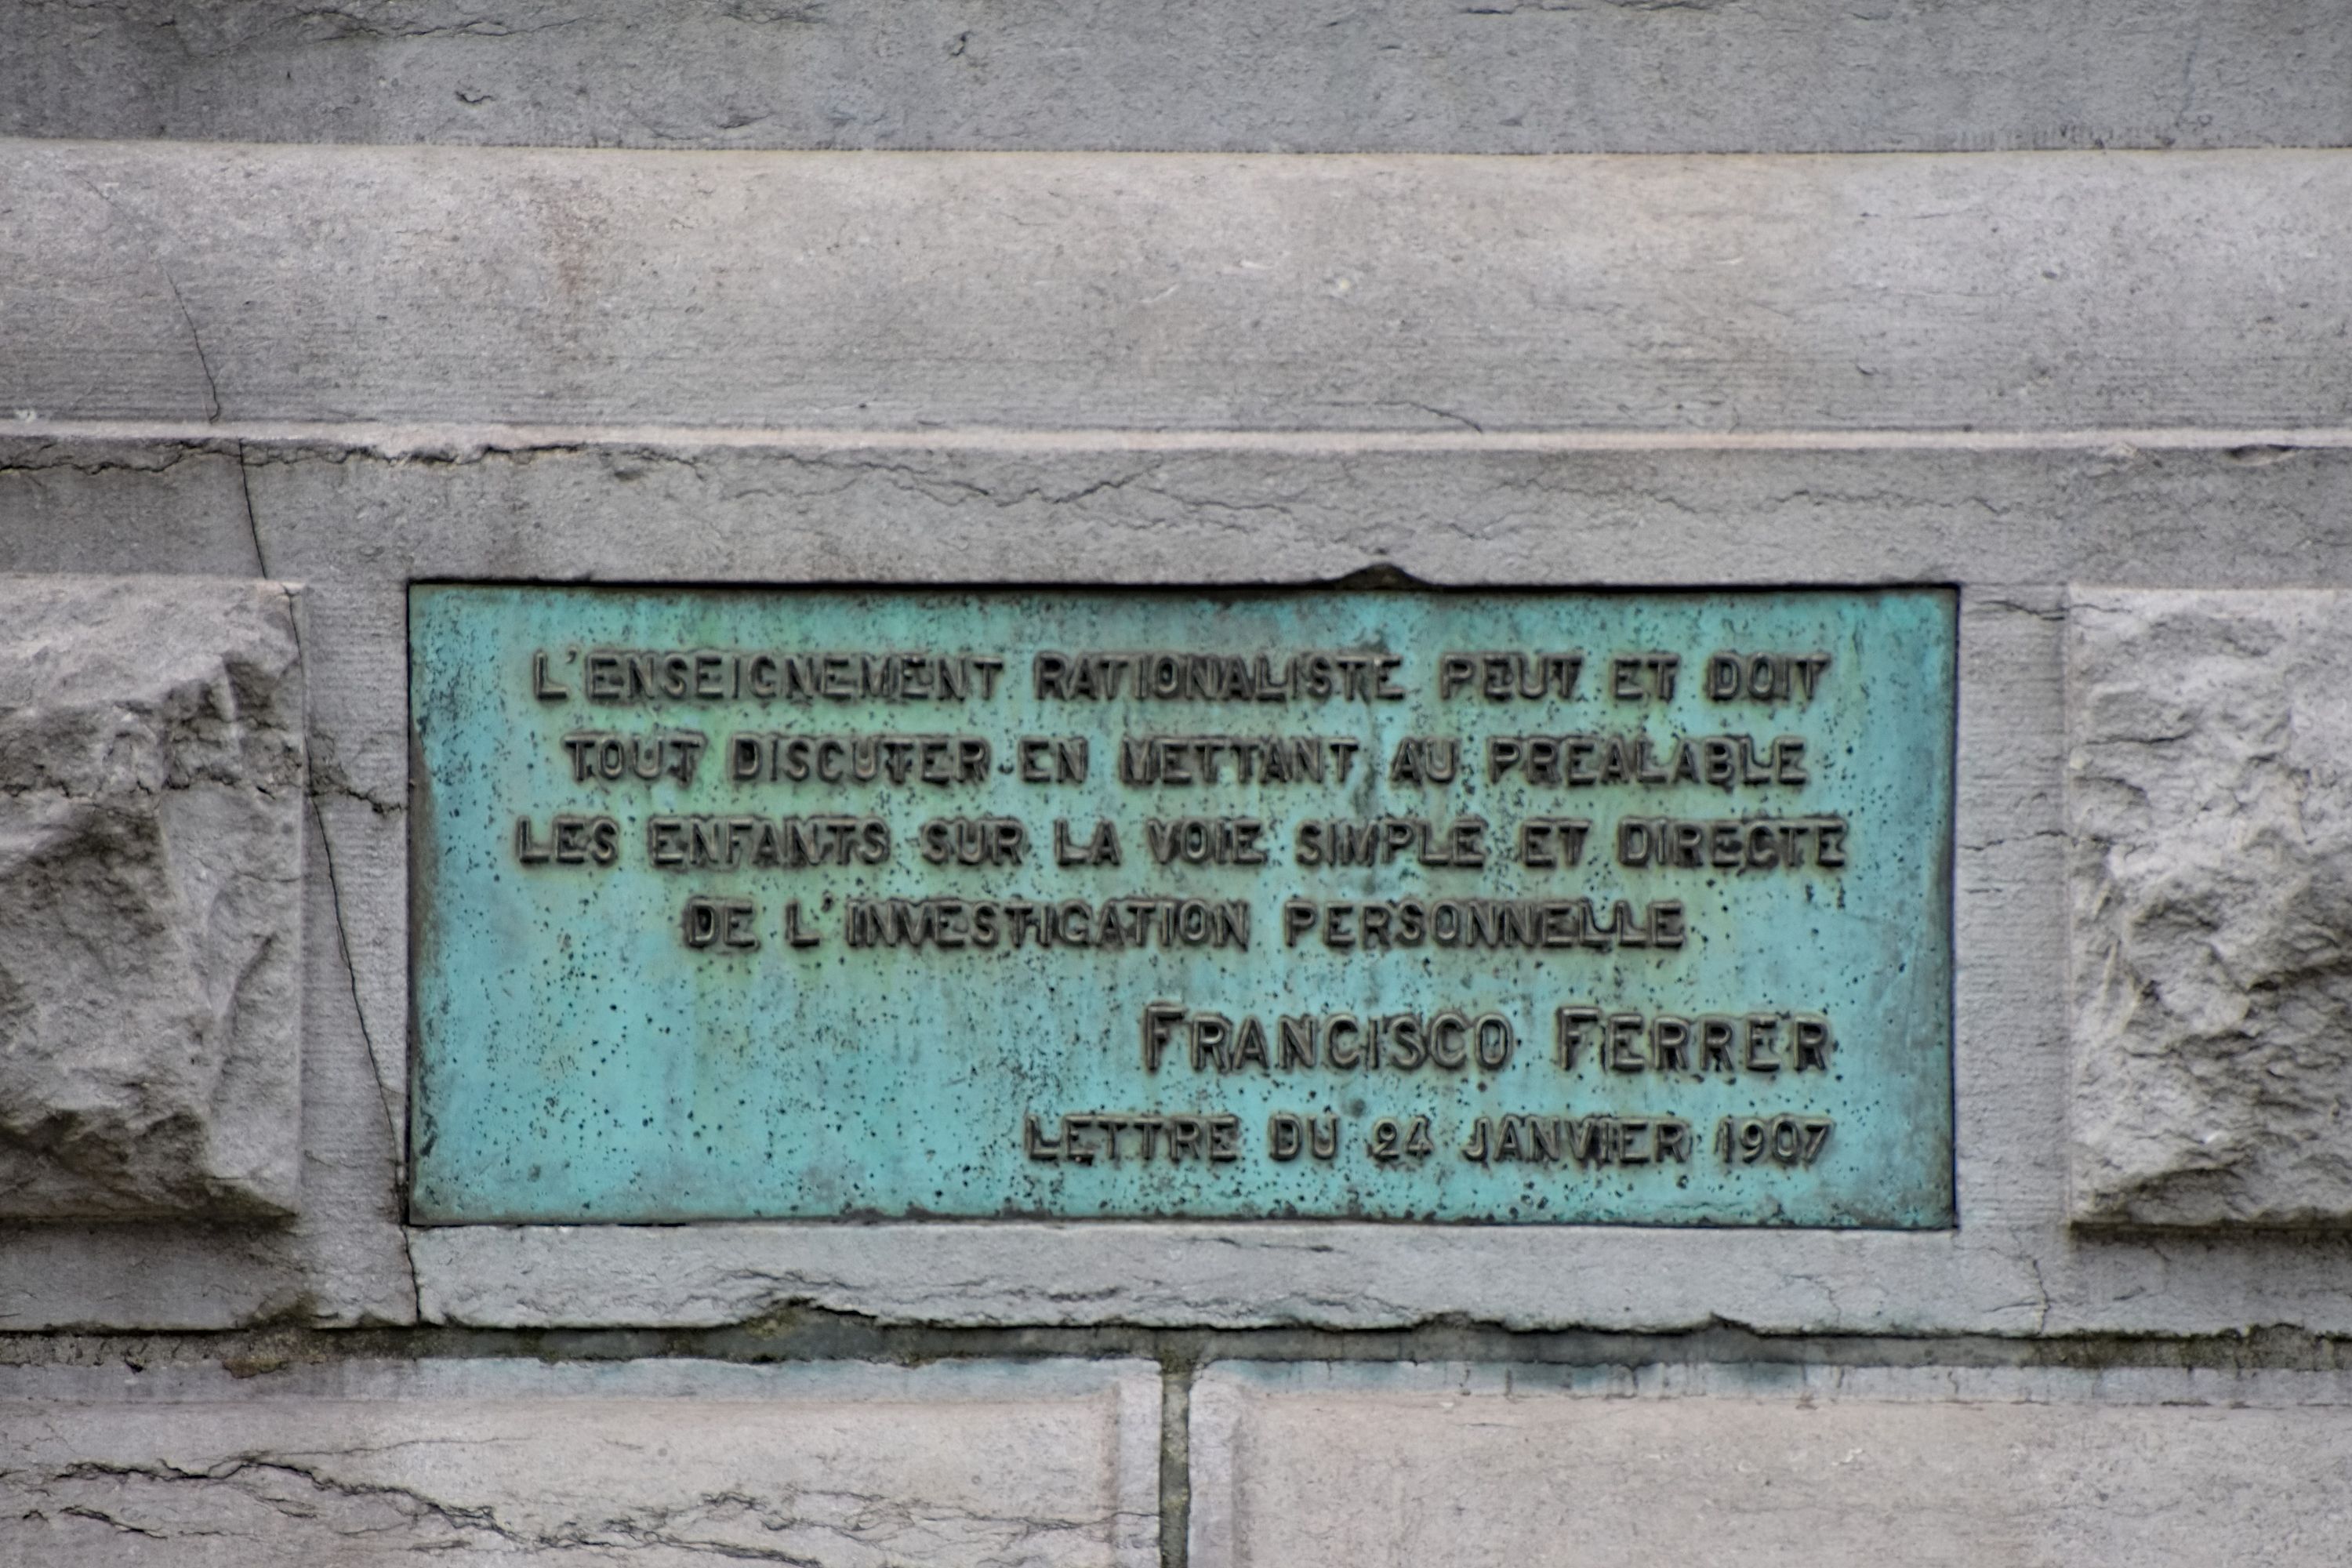 L'ENSEIGNEMENT RATIONALISTE PEUT ET DOIT
TOUT DISCUTER EN METTANT AU PREALABLE
LES ENFANTS SUR LA VOIE SIMPLE ET DIRECTE
DE L'INVESTIGATION PERSONNELLE
FRANCISCO FERRER
LETTRE DU 24 JANVIER 1907